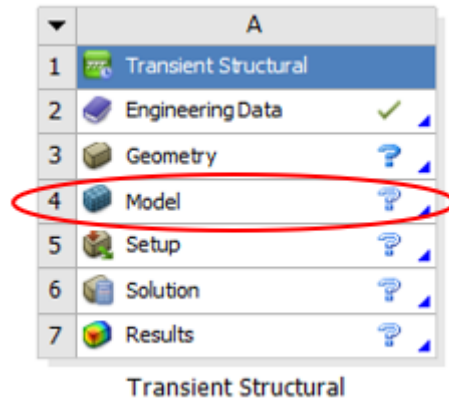 A
1 Transient Structural
2 Engineering Data
3 Geometry
4 Model
5 Setup
6 Solution
7 Results
Transient Structural